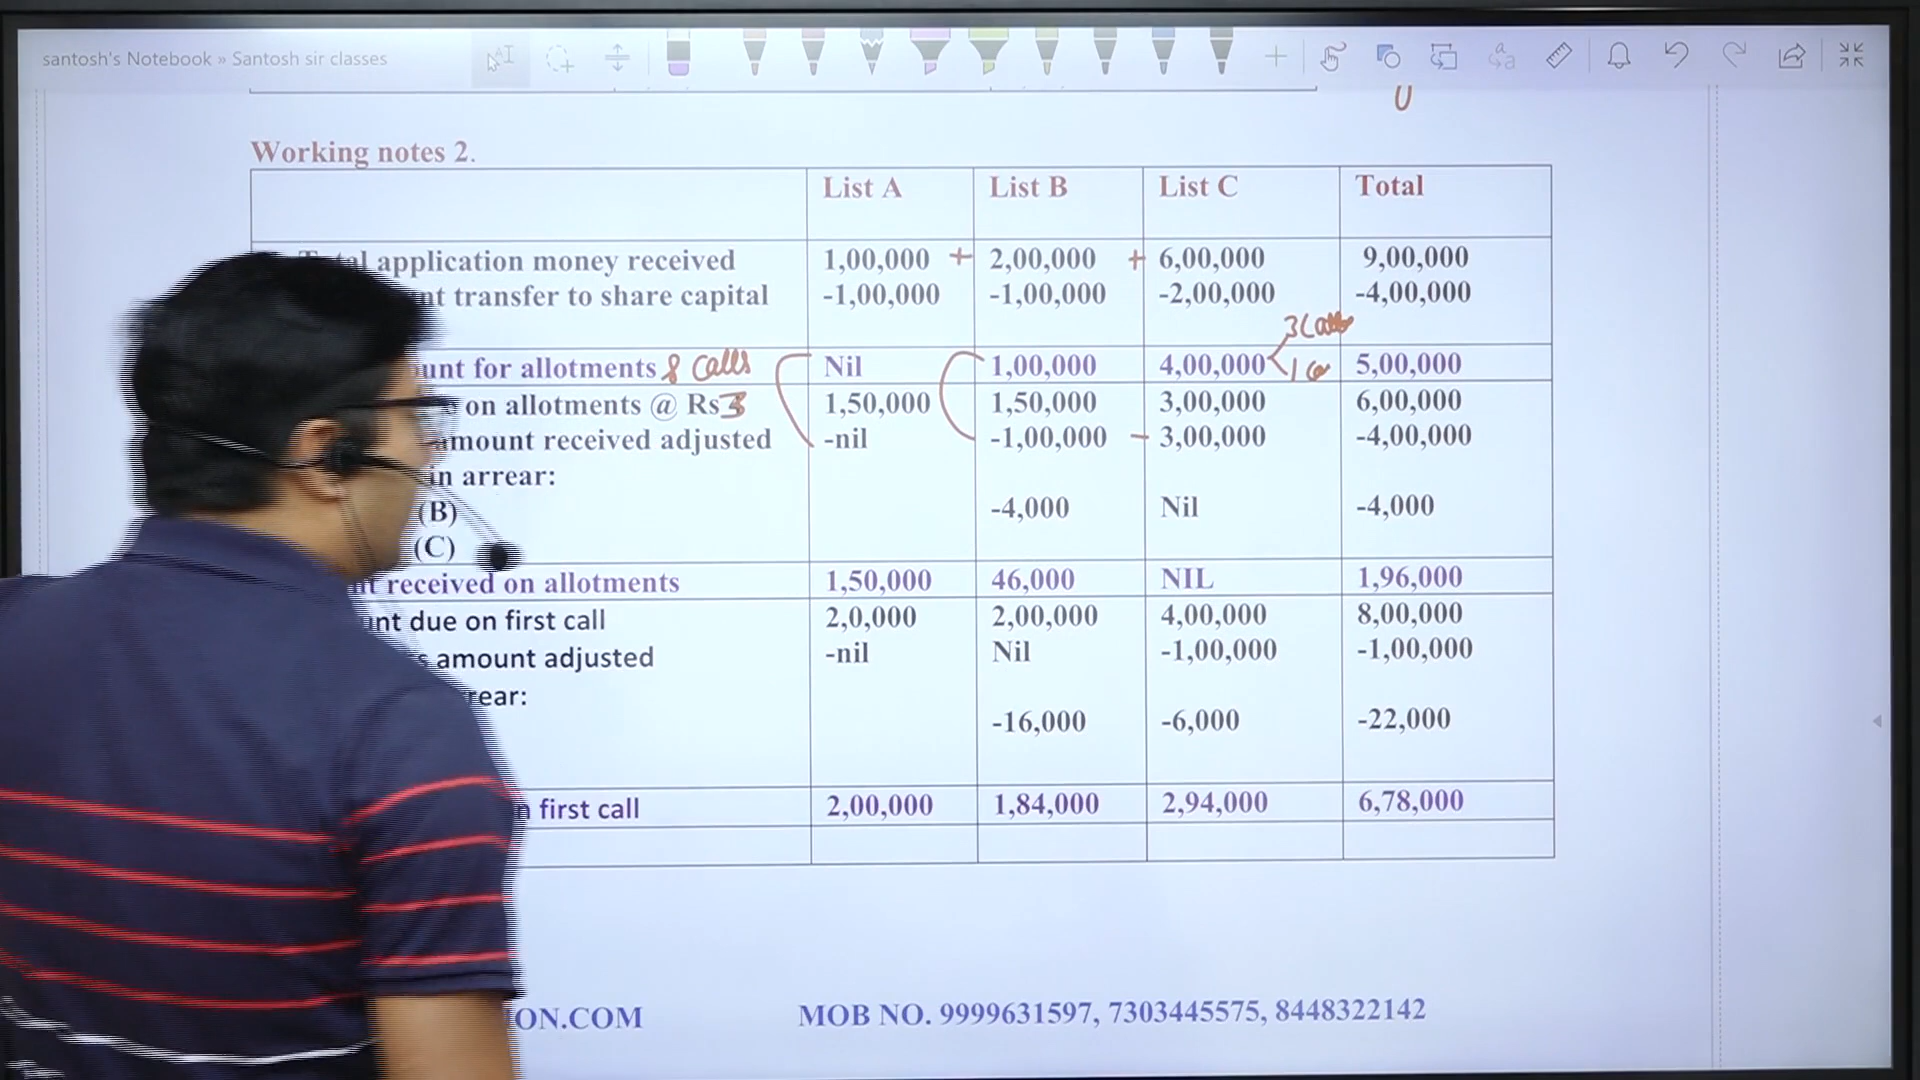 santosh's Notebook » Santosh sir classes
Working notes 2.
List A List B List C Total
application money received 1,00,000 + 2,00,000 + 6,00,000 9,00,000
transfer to share capital -1,00,000 -1,00,000 -2,00,000 -4,00,000
for allotments & calls Nil 1,00,000 4,00,000 5,00,000
on allotments @ Rs3 1,50,000 1,50,000 3,00,000 6,00,000
amount received adjusted -nil -1,00,000 - 3,00,000 -4,00,000
in arrear:
(B) -4,000 Nil -4,000
(C)
received on allotments 1,50,000 46,000 NIL 1,96,000
due on first call 2,0,000 2,00,000 4,00,000 8,00,000
amount adjusted -nil Nil -1,00,000 -1,00,000
rear:
-16,000 -6,000 -22,000
first call 2,00,000 1,84,000 2,94,000 6,78,000
ON.COM MOB NO. 9999631597, 7303445575, 8448322142